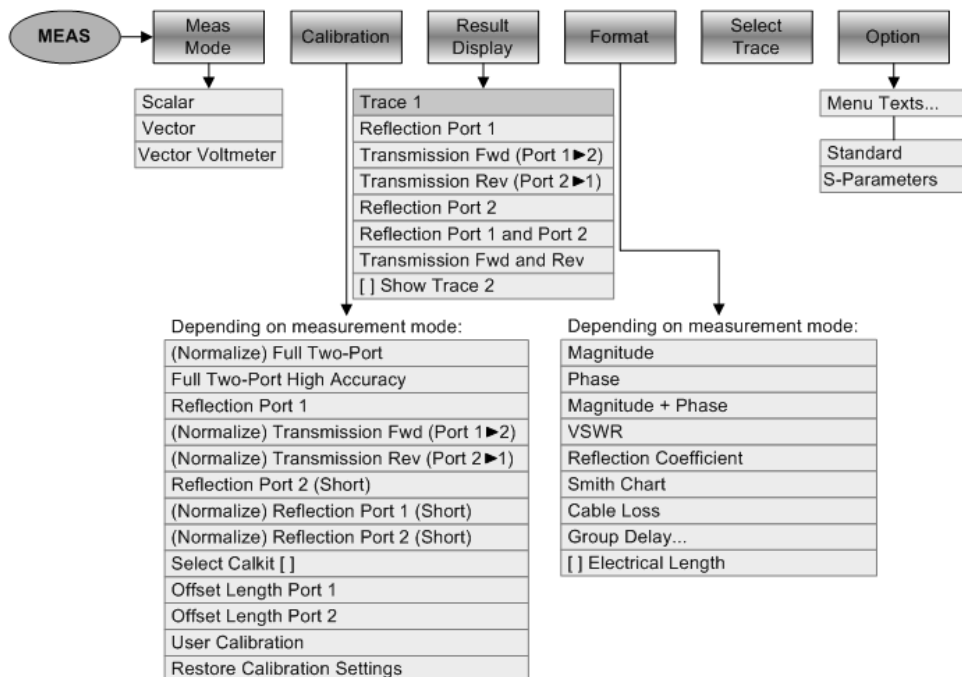 MEAS
Meas
Mode
Calibration
Result
Display
Format
Select
Trace
Option
Scalar
Vector
Vector Voltmeter
Trace 1
Reflection Port 1
Transmission Fwd (Port 1►2)
Transmission Rev (Port 2►1)
Reflection Port 2
Reflection Port 1 and Port 2
Transmission Fwd and Rev
[ ] Show Trace 2
Menu Texts...
Standard
S-Parameters
Depending on measurement mode:
(Normalize) Full Two-Port
Full Two-Port High Accuracy
Reflection Port 1
(Normalize) Transmission Fwd (Port 1►2)
(Normalize) Transmission Rev (Port 2►1)
Reflection Port 2 (Short)
(Normalize) Reflection Port 1 (Short)
(Normalize) Reflection Port 2 (Short)
Select Calkit [ ]
Offset Length Port 1
Offset Length Port 2
User Calibration
Restore Calibration Settings
Depending on measurement mode:
Magnitude
Phase
Magnitude + Phase
VSWR
Reflection Coefficient
Smith Chart
Cable Loss
Group Delay...
[ ] Electrical Length